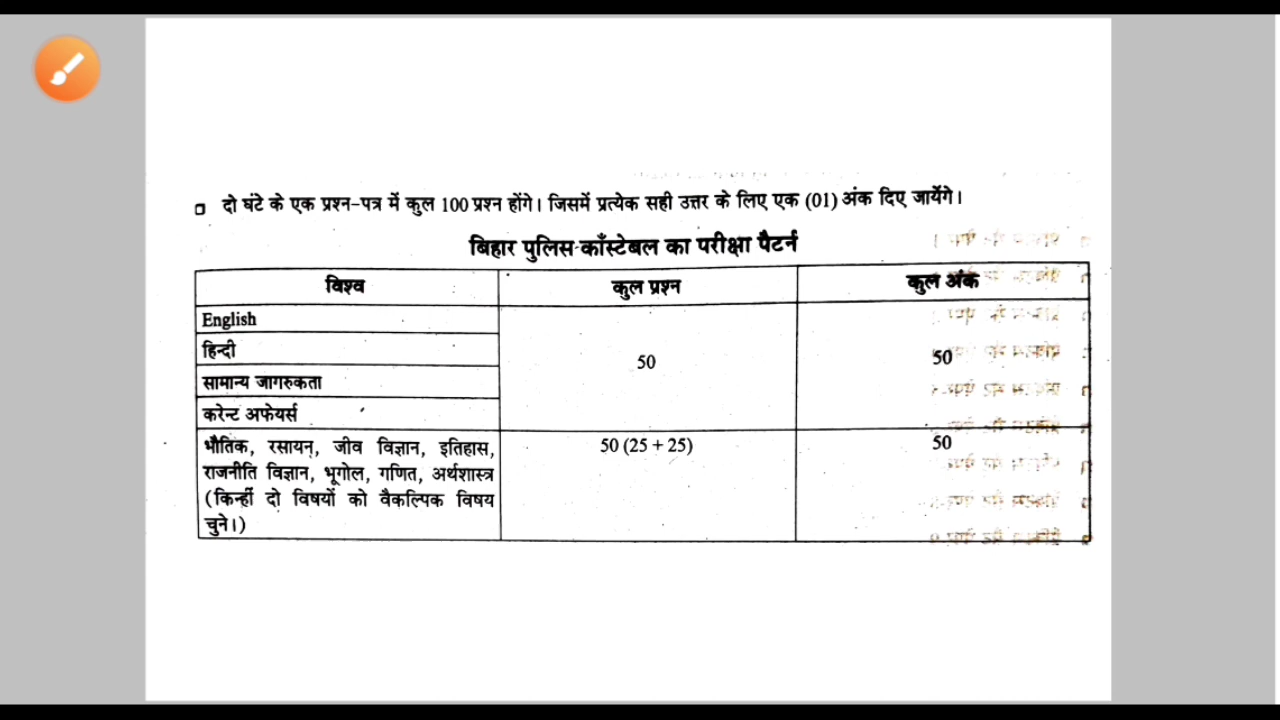 दो घंटे के एक प्रश्न-पत्र में कुल 100 प्रश्न होंगे। जिसमें प्रत्येक सही उत्तर के लिए एक (01) अंक दिए जायेंगे।
बिहार पुलिस कॉंस्टेबल का परीक्षा पैटर्न
विश्व कुल प्रश्न कुल अंक
English
हिन्दी
50 50
सामान्य जागरुकता
करेन्ट अफेयर्स
भौतिक, रसायन, जीव विज्ञान, इतिहास, 50 (25 + 25) 50
राजनीति विज्ञान, भूगोल, गणित, अर्थशास्त्र
(किन्हीं दो विषयों को वैकल्पिक विषय
चुने।)